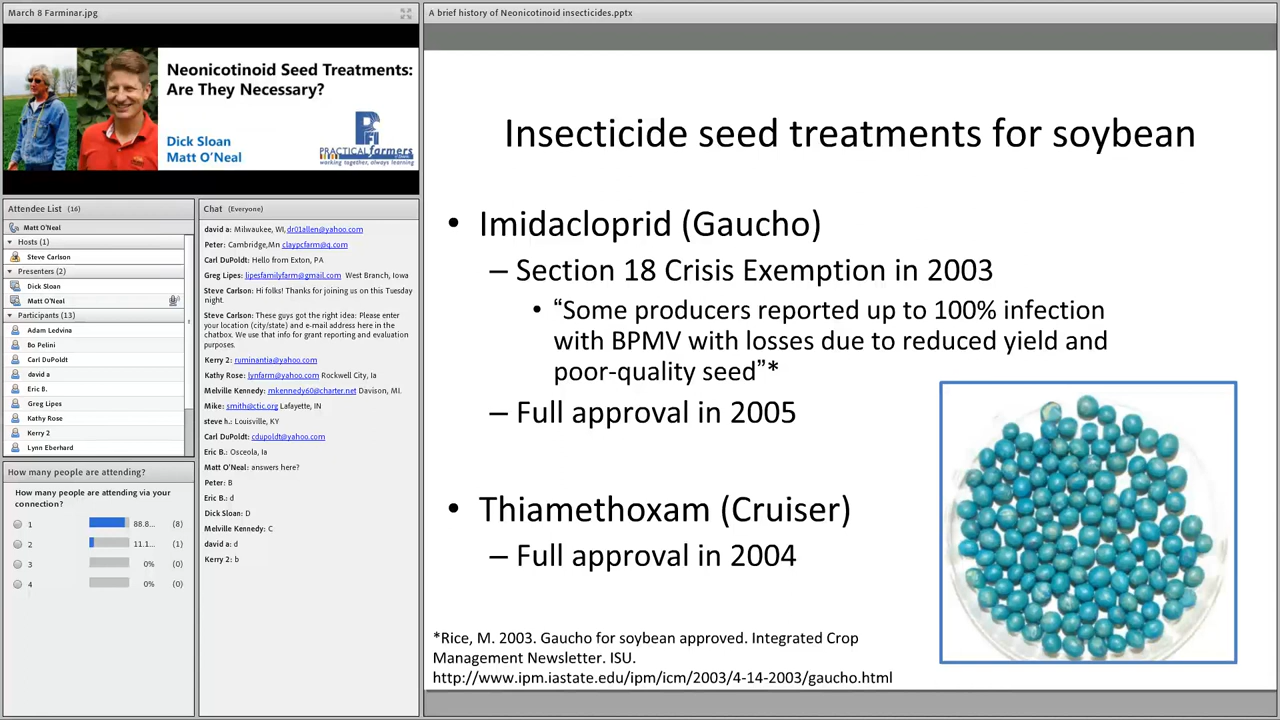 March 8 Farminar.jpg
Neonicotinoid Seed Treatments:
Are They Necessary?
Dick Sloan
Matt O'Neal
PRACTICAL farmers
working together, always learning
Attendee List (16)
Matt O'Neal
Hosts (1)
Steve Carlson
Presenters (2)
Dick Sloan
Matt O'Neal
Participants (13)
Adam Ledvina
Bo Pelini
Carl DuPoldt
david a
Eric B.
Greg Lipes
Kathy Rose
Kerry 2
Lynn Eberhard
How many people are attending?
How many people are attending via your
connection?
1 88.8... (8)
2 11.1... (1)
3 0% (0)
4 0% (0)
Chat (Everyone)
david a: Milwaukee, WI, dr01allen@yahoo.com
Peter: Cambridge,Mn claypcfarm@q.com
Carl DuPoldt: Hello from Exton, PA
Greg Lipes: lipesfamilyfarm@gmail.com West Branch, Iowa
Steve Carlson: Hi folks! Thanks for joining us on this Tuesday
night.
Steve Carlson: These guys got the right idea: Please enter
your location (city/state) and e-mail address here in the
chatbox. We use that info for grant reporting and evaluation
purposes.
Kerry 2: ruminantia@yahoo.com
Kathy Rose: lynfarm@yahoo.com Rockwell City, Ia
Melville Kennedy: mkennedy60@charter.net Davison, MI.
Mike: smith@ctic.org Lafayette, IN
steve h.: Louisville, KY
Carl DuPoldt: cdupoldt@yahoo.com
Eric B.: Osceola, Ia
Matt O'Neal: answers here?
Peter: B
Eric B.: d
Dick Sloan: D
Melville Kennedy: C
david a: d
Kerry 2: b
A brief history of Neonicotinoid insecticides.pptx
Insecticide seed treatments for soybean
• Imidacloprid (Gaucho)
– Section 18 Crisis Exemption in 2003
• “Some producers reported up to 100% infection
with BPMV with losses due to reduced yield and
poor-quality seed”*
– Full approval in 2005
• Thiamethoxam (Cruiser)
– Full approval in 2004
*Rice, M. 2003. Gaucho for soybean approved. Integrated Crop
Management Newsletter. ISU.
http://www.ipm.iastate.edu/ipm/icm/2003/4-14-2003/gaucho.html